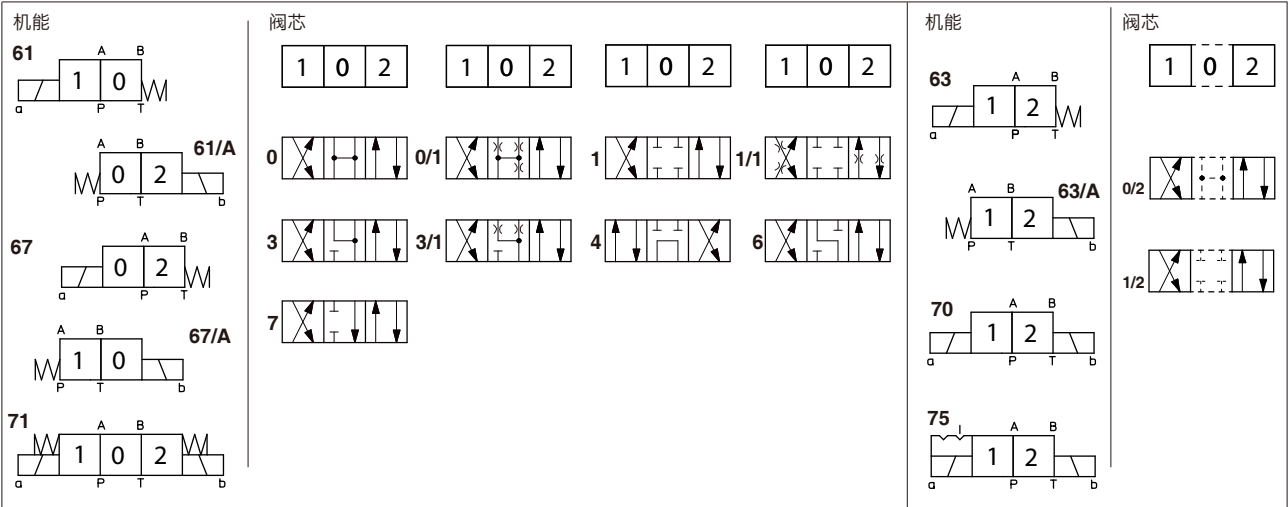 机能
阀芯
机能
阀芯
61
A B
1 0
a P T
61/A
A B
0 2
P T b
67
A B
0 2
a P T
67/A
A B
1 0
P T b
71
A B
1 0 2
a P T b
1 0 2
1 0 2
1 0 2
1 0 2
0
0/1
1
1/1
3
3/1
4
6
7
63
A B
1 2
a P T
63/A
A B
1 2
P T b
70
A B
1 2
a P T b
75
A B
1 2
a P T b
1 0 2
0/2
1/2